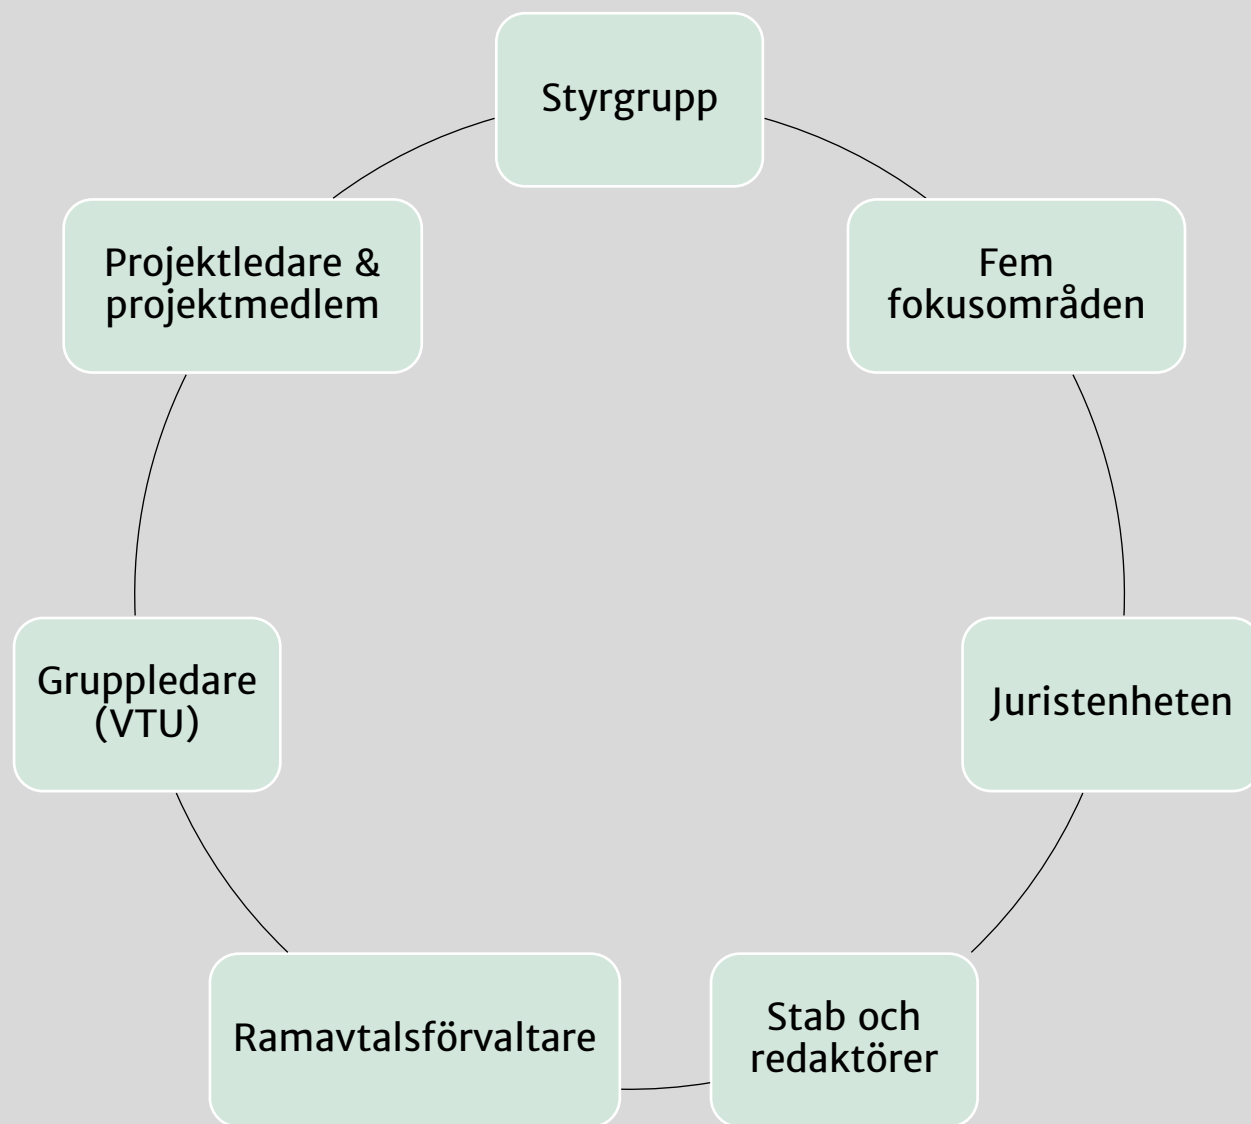 Styrgrupp
Projektledare &
projektmedlem
Fem
fokusområden
Gruppledare
(VTU)
Juristenheten
Ramavtalsförvaltare
Stab och
redaktörer